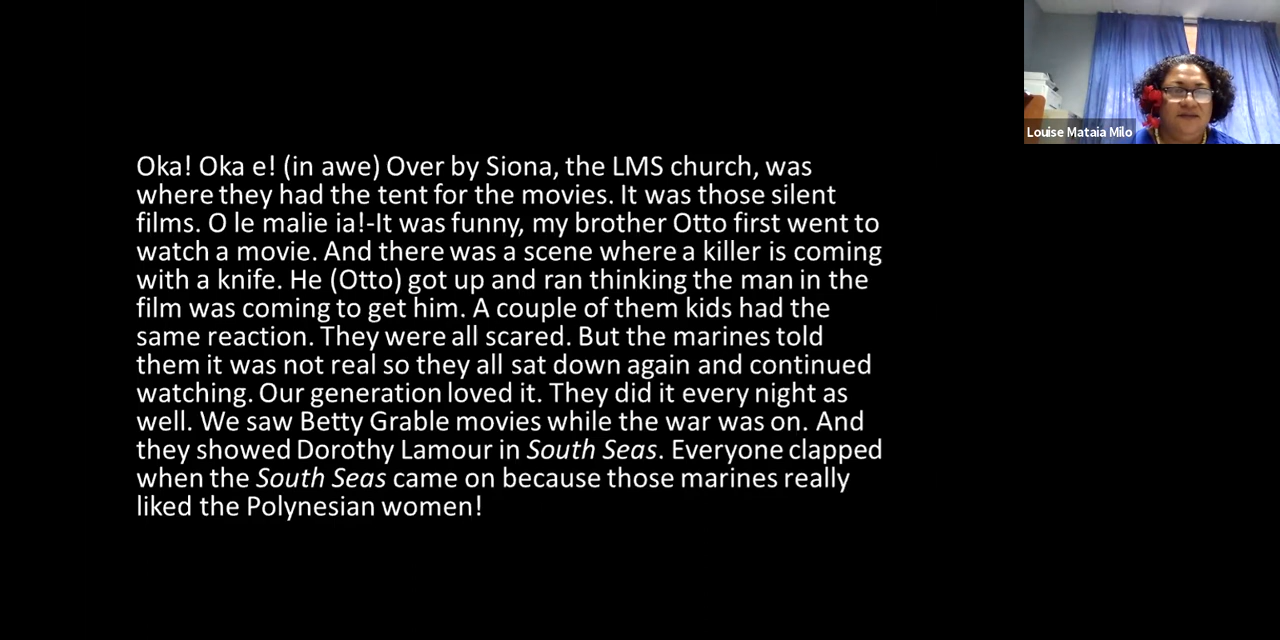 Oka! Oka e! (in awe) Over by Siona, the LMS church, was
where they had the tent for the movies. It was those silent
films. O le malie ia!-It was funny, my brother Otto first went to
watch a movie. And there was a scene where a killer is coming
with a knife. He (Otto) got up and ran thinking the man in the
film was coming to get him. A couple of them kids had the
same reaction. They were all scared. But the marines told
them it was not real so they all sat down again and continued
watching. Our generation loved it. They did it every night as
well. We saw Betty Grable movies while the war was on. And
they showed Dorothy Lamour in South Seas. Everyone clapped
when the South Seas came on because those marines really
liked the Polynesian women!
Louise Mataia Milo